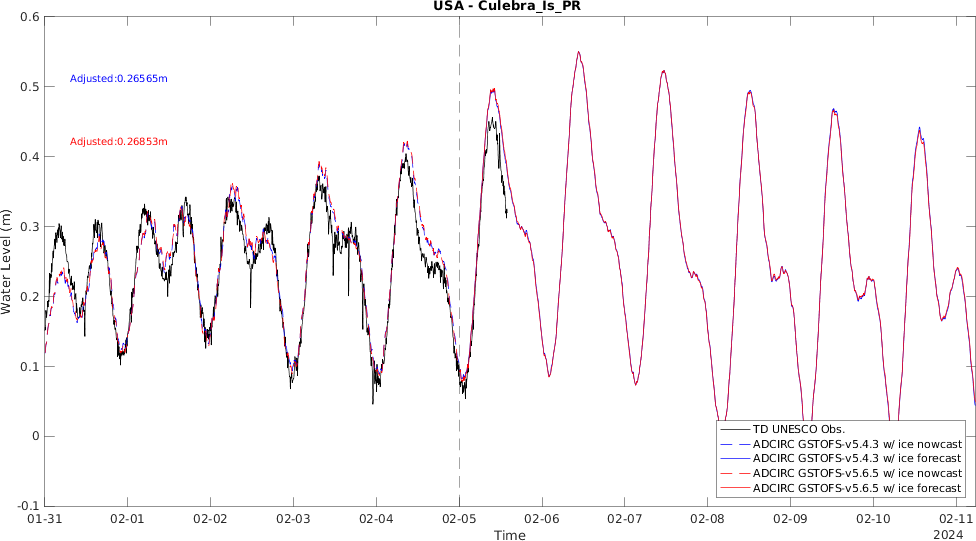 USA - Culebra_Is_PR
0.6
0.5
0.4
0.3
0.2
0.1
0
-0.1
Water Level (m)
Adjusted:0.26565m
Adjusted:0.26853m
TD UNESCO Obs.
ADCIRC GSTOFS-v5.4.3 w/ ice nowcast
ADCIRC GSTOFS-v5.4.3 w/ ice forecast
ADCIRC GSTOFS-v5.6.5 w/ ice nowcast
ADCIRC GSTOFS-v5.6.5 w/ ice forecast
01-31 02-01 02-02 02-03 02-04 02-05 02-06 02-07 02-08 02-09 02-10 02-11
Time
2024